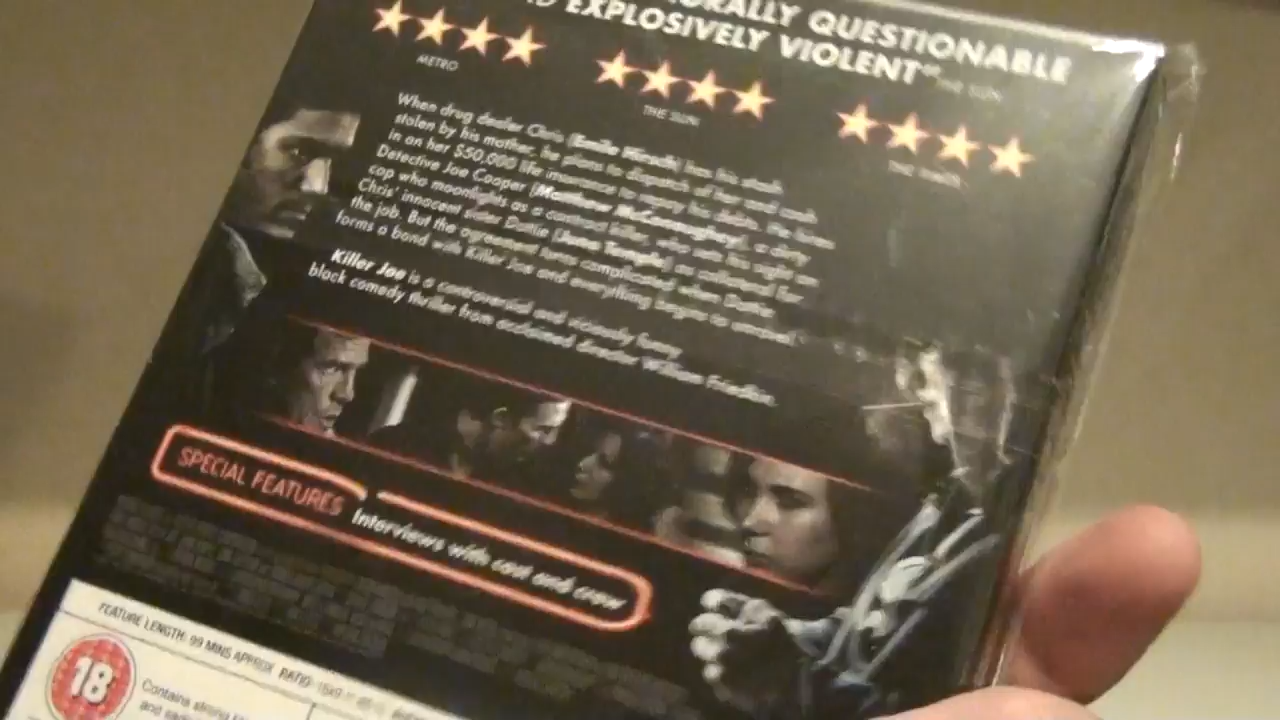 ORALLY QUESTIONABLE
D EXPLOSIVELY VIOLENT" THE SUN
METRO
THE SUN
When drug dealer Chris (Emile Hirsch) has his stash
stolen by his mother, he plans to dispatch of her and cash
in on her $50,000 life insurance to repay his debts. He hires
Detective Joe Cooper (Matthew McConaughey), a dirty
cop who moonlights as a contract killer, who sets his sight on
Chris' innocent sister Dottie (Juno Temple) as collateral for
the job. But the agreement turns complicated when Dottie
forms a bond with Killer Joe and everything begins to unravel.
Killer Joe is a controversial and viciously funny
black comedy thriller from acclaimed director William Friedkin.
SPECIAL FEATURES Interviews with cast and crew
FEATURE LENGTH: 99 MINS APPROX RATIO: 16x9
18
Contains strong
and